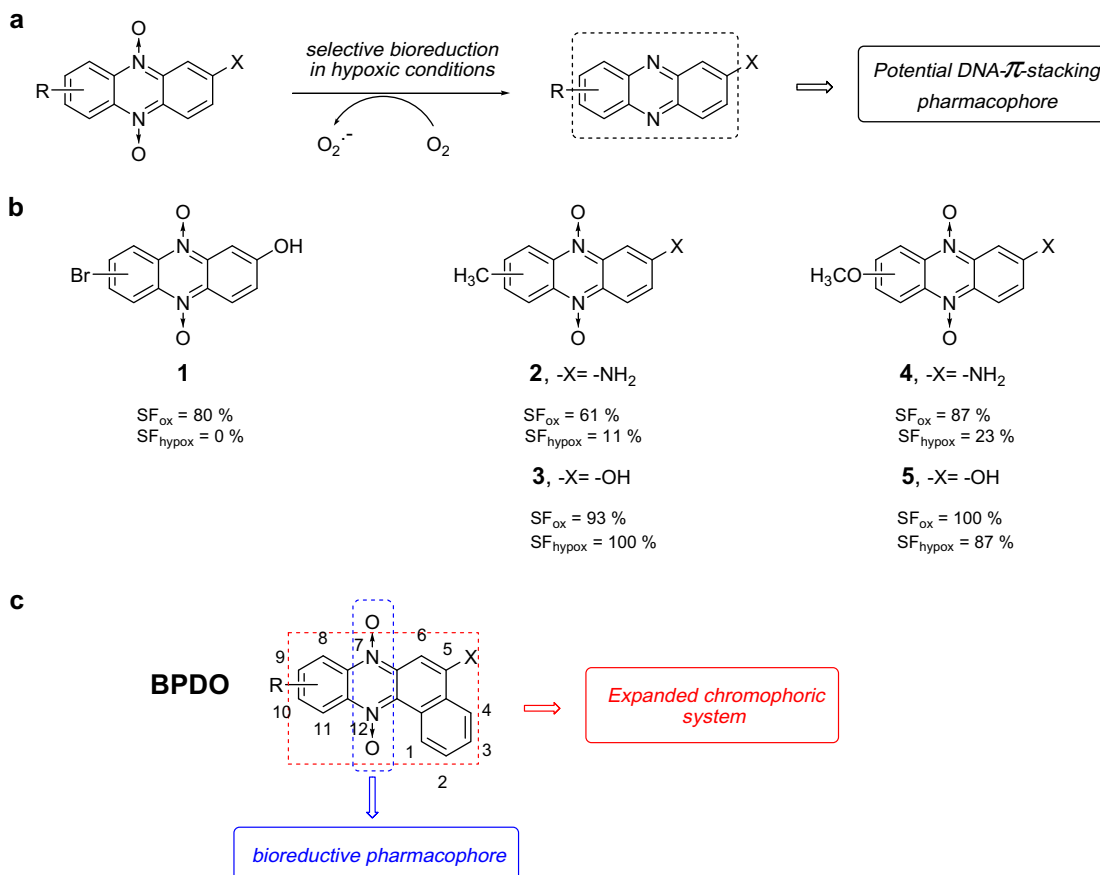 a
O
N
X
R
N
O
selective bioreduction
in hypoxic conditions
O₂·⁻
O₂
N
X
R
N
Potential DNA-π-stacking
pharmacophore
b
O
N
OH
Br
N
O
1
SFox = 80 %
SFhypox = 0 %
O
N
X
H₃C
N
O
2, -X= -NH₂
SFox = 61 %
SFhypox = 11 %
3, -X= -OH
SFox = 93 %
SFhypox = 100 %
O
N
X
H₃CO
N
O
4, -X= -NH₂
SFox = 87 %
SFhypox = 23 %
5, -X= -OH
SFox = 100 %
SFhypox = 87 %
c
BPDO
O
8
7
6
5
9
N
X
R
10
N
4
11
12
O
1
3
2
Expanded chromophoric
system
bioreductive pharmacophore